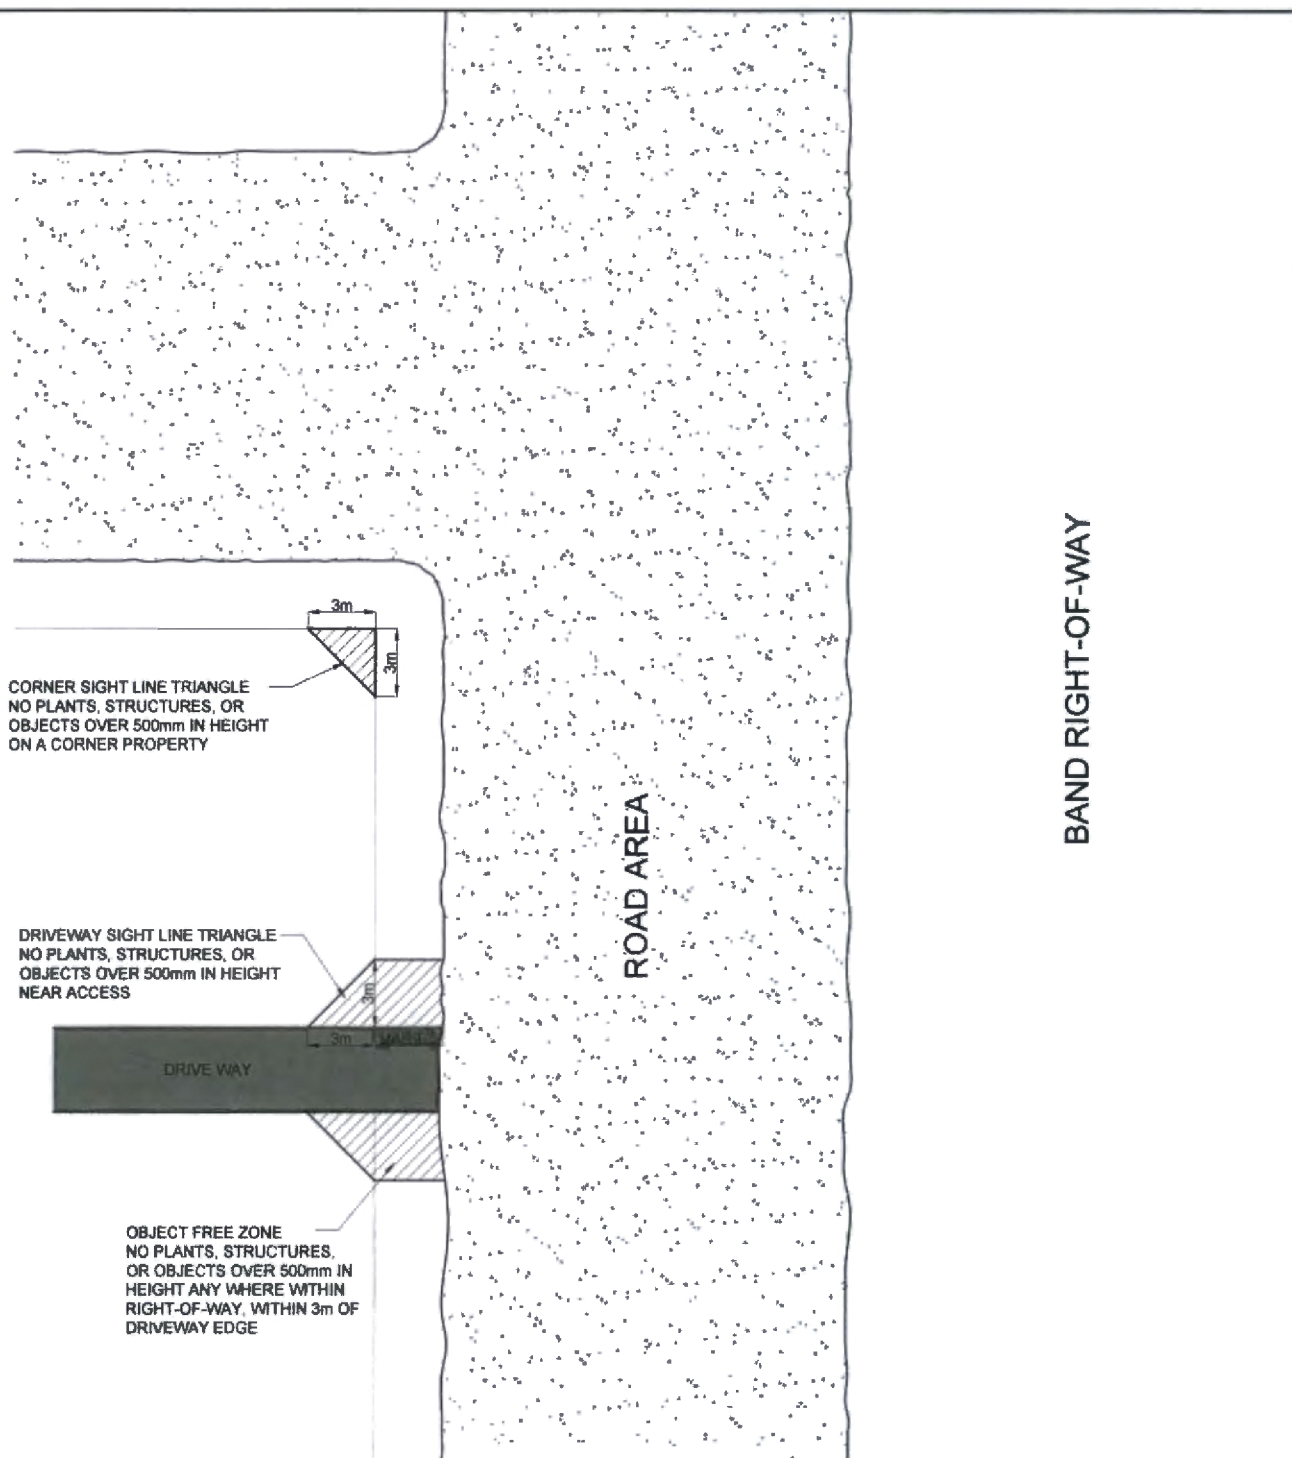 3m
3m
CORNER SIGHT LINE TRIANGLE
NO PLANTS, STRUCTURES, OR
OBJECTS OVER 500mm IN HEIGHT
ON A CORNER PROPERTY
BAND RIGHT-OF-WAY
ROAD AREA
DRIVEWAY SIGHT LINE TRIANGLE
NO PLANTS, STRUCTURES, OR
OBJECTS OVER 500mm IN HEIGHT
NEAR ACCESS
3m
3m
DRIVE WAY
OBJECT FREE ZONE
NO PLANTS, STRUCTURES,
OR OBJECTS OVER 500mm IN
HEIGHT ANY WHERE WITHIN
RIGHT-OF-WAY, WITHIN 3m OF
DRIVEWAY EDGE